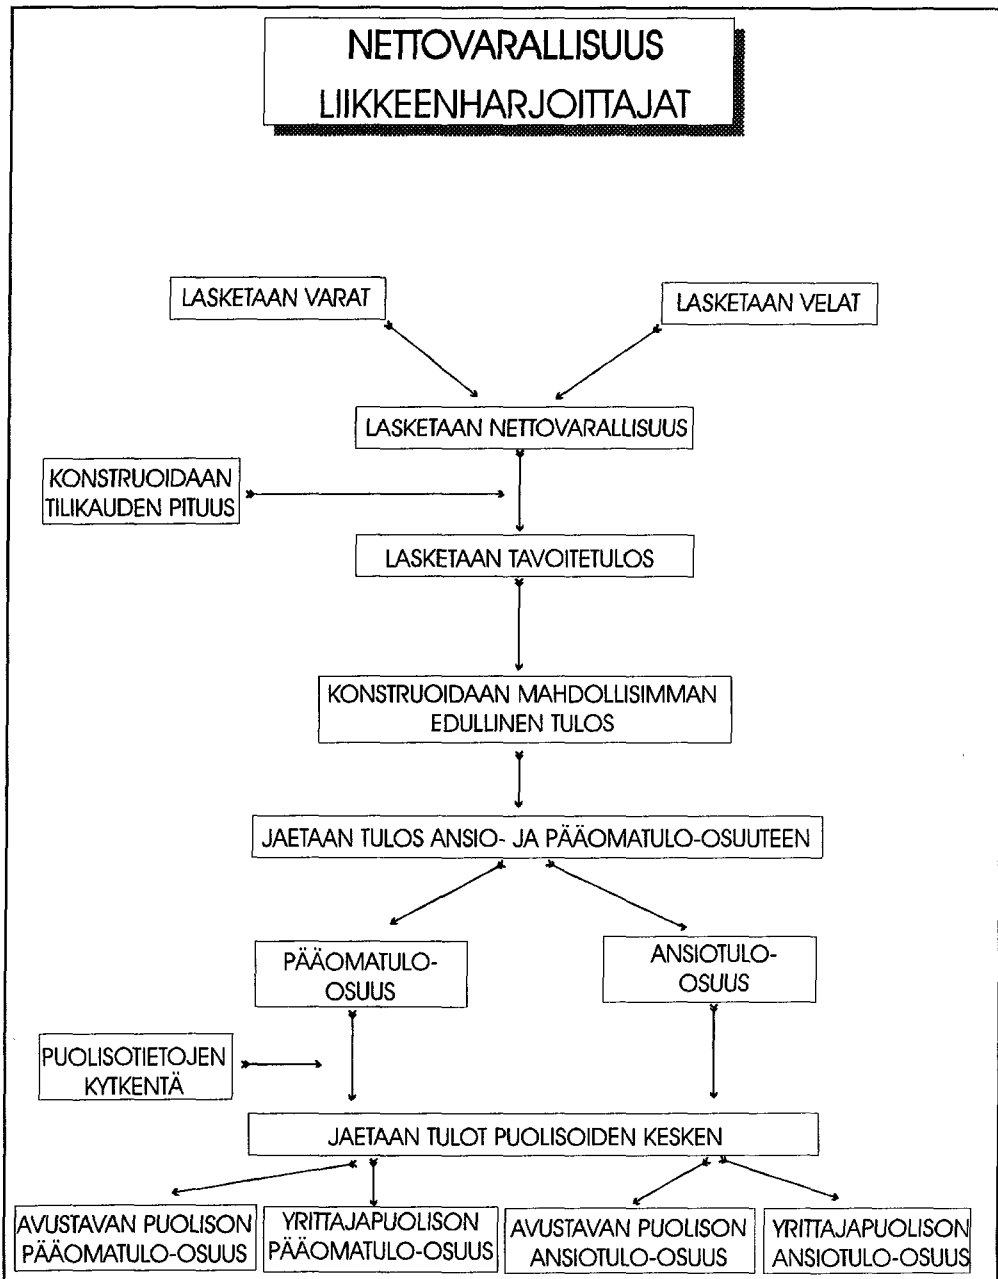 NETTOVARALLISUUS
LIIKKEENHARJOITTAJAT
LASKETAAN VARAT
LASKETAAN VELAT
LASKETAAN NETTOVARALLISUUS
KONSTRUOIDAAN
TILIKAUDEN PITUUS
LASKETAAN TAVOITETULOS
KONSTRUOIDAAN MAHDOLLISIMMAN
EDULLINEN TULOS
JAETAAN TULOS ANSIO- JA PÄÄOMATULO-OSUUTEEN
PÄÄOMATULO-
OSUUS
ANSIOTULO-
OSUUS
PUOLISOTIETOJEN
KYTKENTÄ
JAETAAN TULOT PUOLISOIDEN KESKEN
AVUSTAVAN PUOLISON
PÄÄOMATULO-OSUUS
YRITTAJAPUOLISON
PÄÄOMATULO-OSUUS
AVUSTAVAN PUOLISON
ANSIOTULO-OSUUS
YRITTAJAPUOLISON
ANSIOTULO-OSUUS